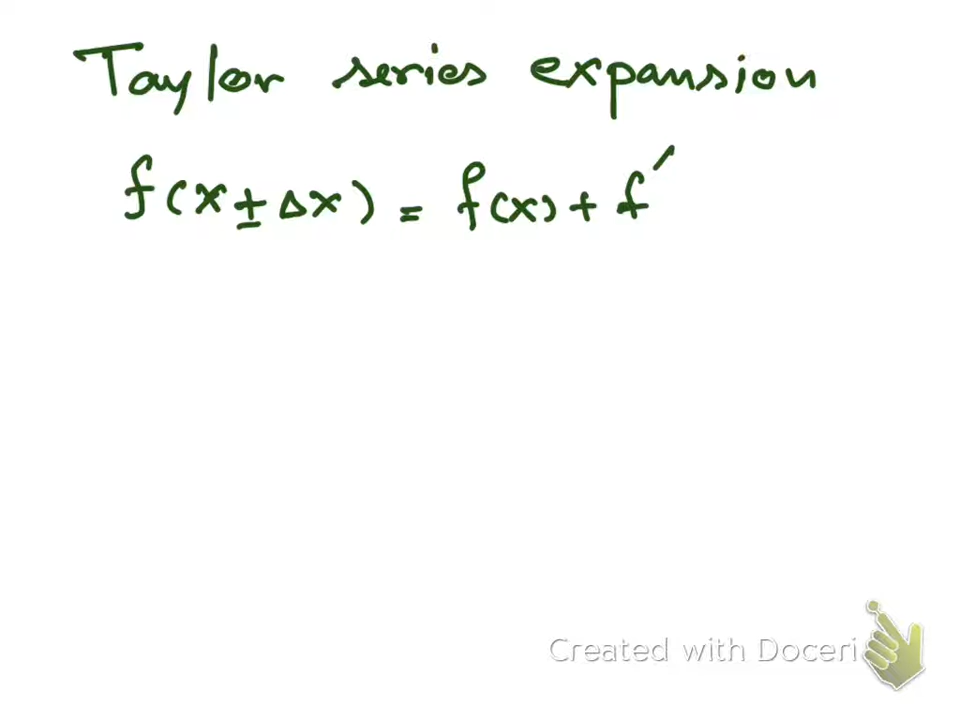 Taylor series expansion
f(x ± Δx) = f(x) + f′
Created with Doceri